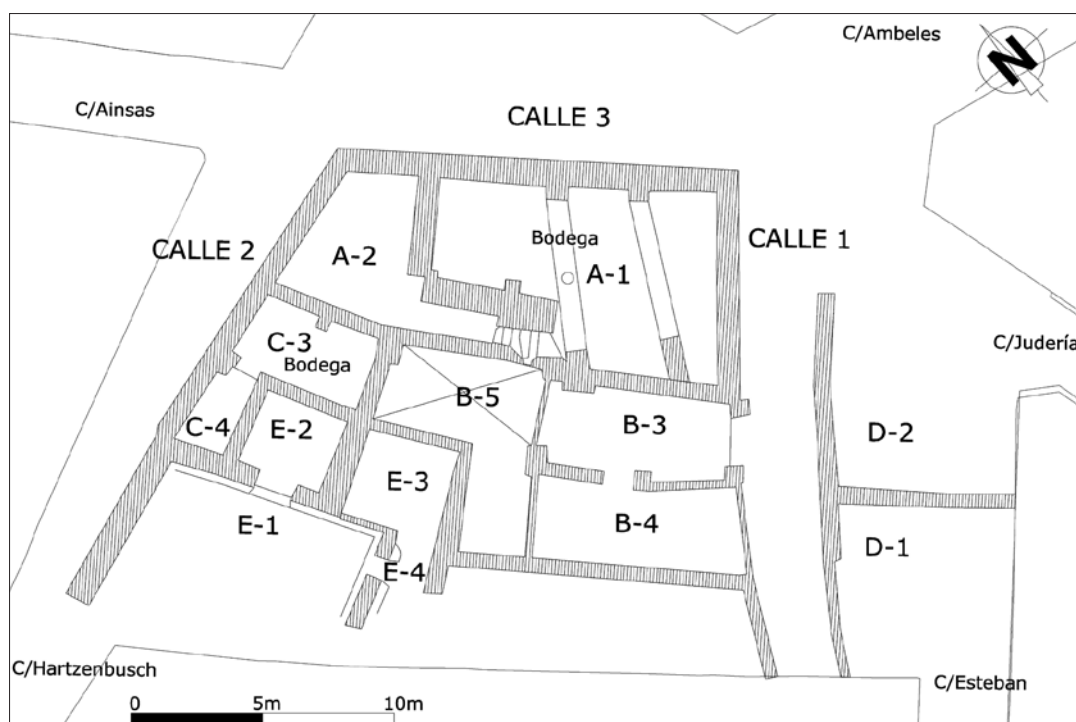 C/Ambeles
N
C/Ainsas
CALLE 3
CALLE 2
CALLE 1
Bodega
A-2
A-1
C-3
Bodega
C/Judería
B-5
B-3
C-4
E-2
D-2
E-3
B-4
E-1
D-1
E-4
C/Hartzenbusch
C/Esteban
0 5m 10m